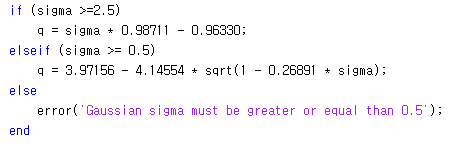 if (sigma >=2.5)
q = sigma * 0.98711 - 0.96330;
elseif (sigma >= 0.5)
q = 3.97156 - 4.14554 * sqrt(1 - 0.26891 * sigma);
else
error('Gaussian sigma must be greater or equal than 0.5');
end